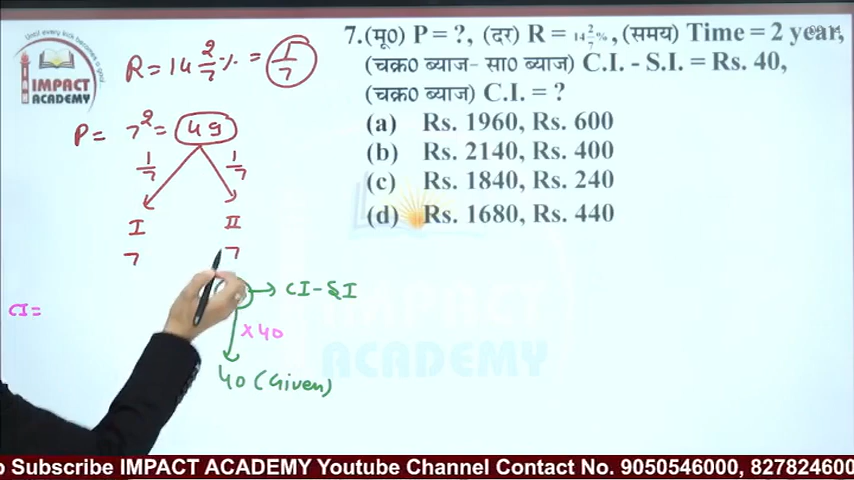 Until every kick becomes a goal..
IMPACT
ACADEMY
R = 14 2/7 % = 1/7
P = 7² = 49
1/7 1/7
I II
7 7
CI =
→ CI - SI
x 40
40 (Given)
7.(मू०) P = ?, (दर) R = 14 2/7 %, (समय) Time = 2 year,
(चक्र० ब्याज- सा० ब्याज) C.I. - S.I. = Rs. 40,
(चक्र० ब्याज) C.I. = ?
(a) Rs. 1960, Rs. 600
(b) Rs. 2140, Rs. 400
(c) Rs. 1840, Rs. 240
(d) Rs. 1680, Rs. 440
IMPACT
ACADEMY
o Subscribe IMPACT ACADEMY Youtube Channel Contact No. 9050546000, 827824600